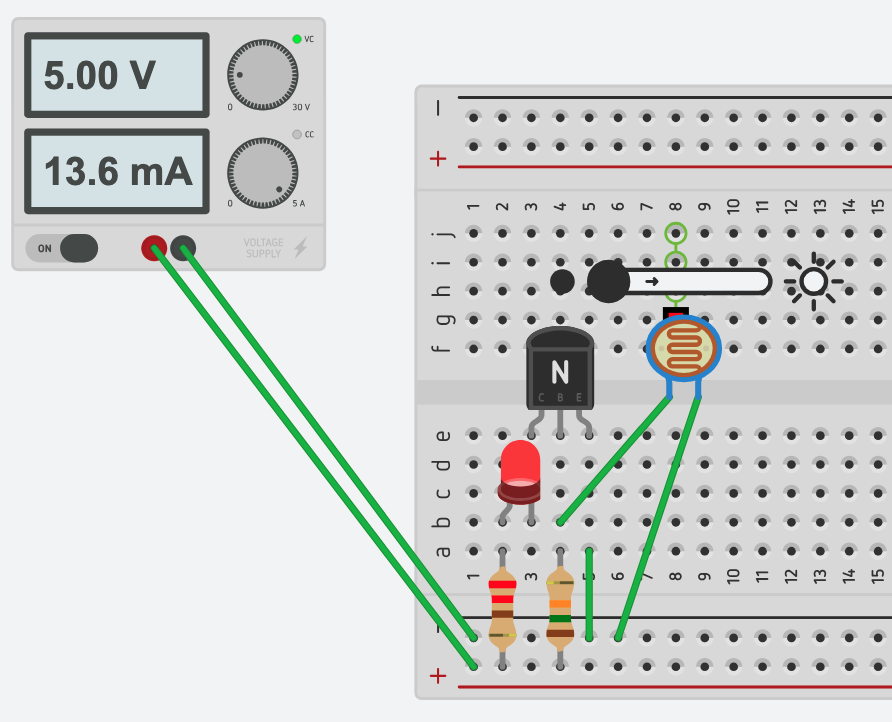 5.00 V
VC
0 30 V
13.6 mA
CC
0 5 A
ON
VOLTAGE
SUPPLY
−
+
1 2 3 4 5 6 7 8 9 10 11 12 13 14 15
j
i
h
g
f
N
C B E
e
d
c
b
a
1 2 3 4 5 6 7 8 9 10 11 12 13 14 15
−
+